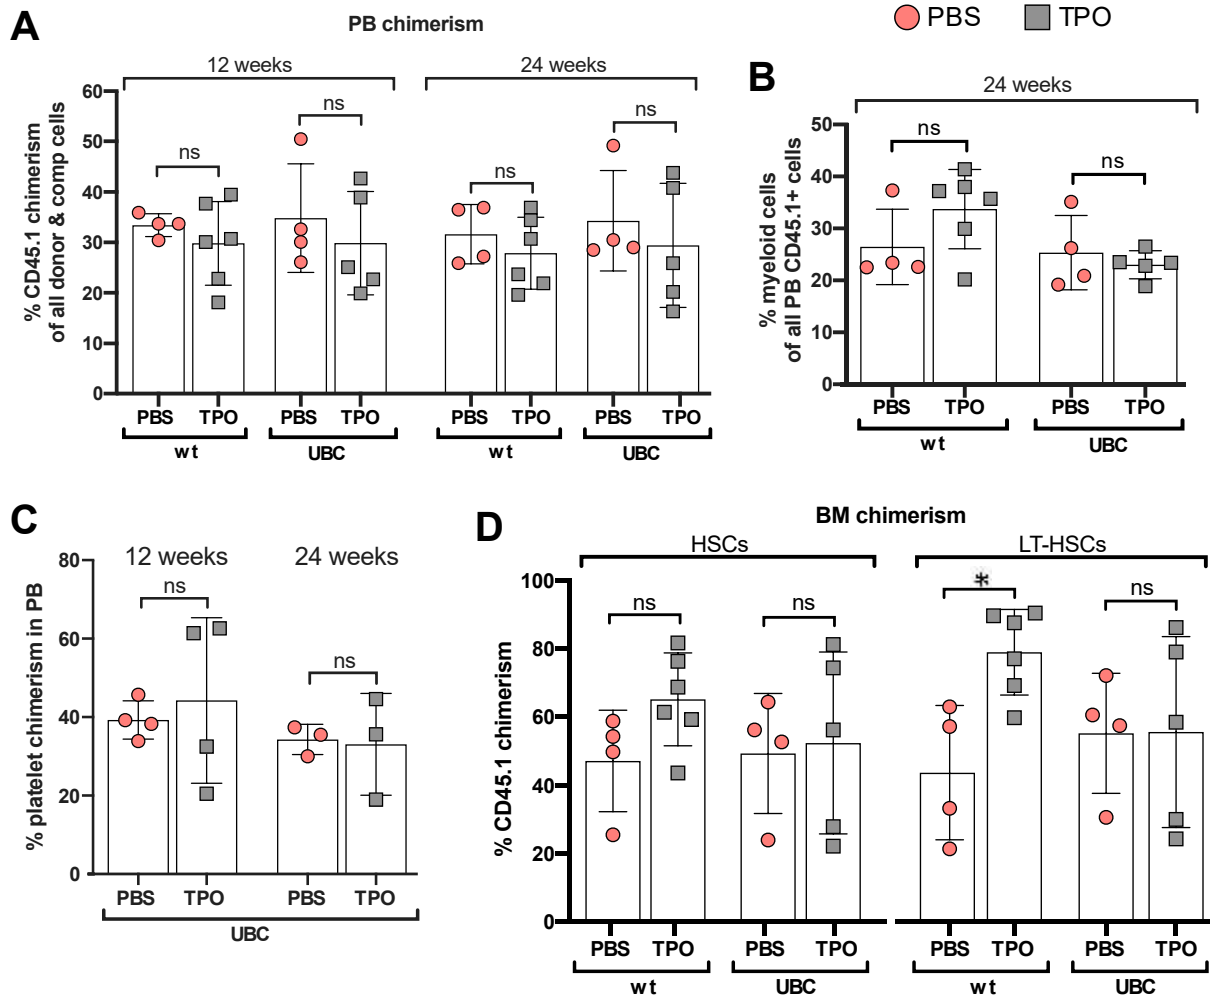 A
PB chimerism
PBS
TPO
12 weeks
24 weeks
% CD45.1 chimerism
of all donor & comp cells
60
50
40
30
20
10
0
ns
ns
ns
ns
PBS
TPO
PBS
TPO
PBS
TPO
PBS
TPO
wt
UBC
wt
UBC
B
24 weeks
% myeloid cells
of all PB CD45.1+ cells
50
40
30
20
10
0
ns
ns
PBS
TPO
PBS
TPO
wt
UBC
C
12 weeks
24 weeks
% platelet chimerism in PB
80
60
40
20
0
ns
ns
PBS
TPO
PBS
TPO
UBC
D
BM chimerism
HSCs
LT-HSCs
% CD45.1 chimerism
100
80
60
40
20
0
ns
ns
*
ns
PBS
TPO
PBS
TPO
PBS
TPO
PBS
TPO
wt
UBC
wt
UBC